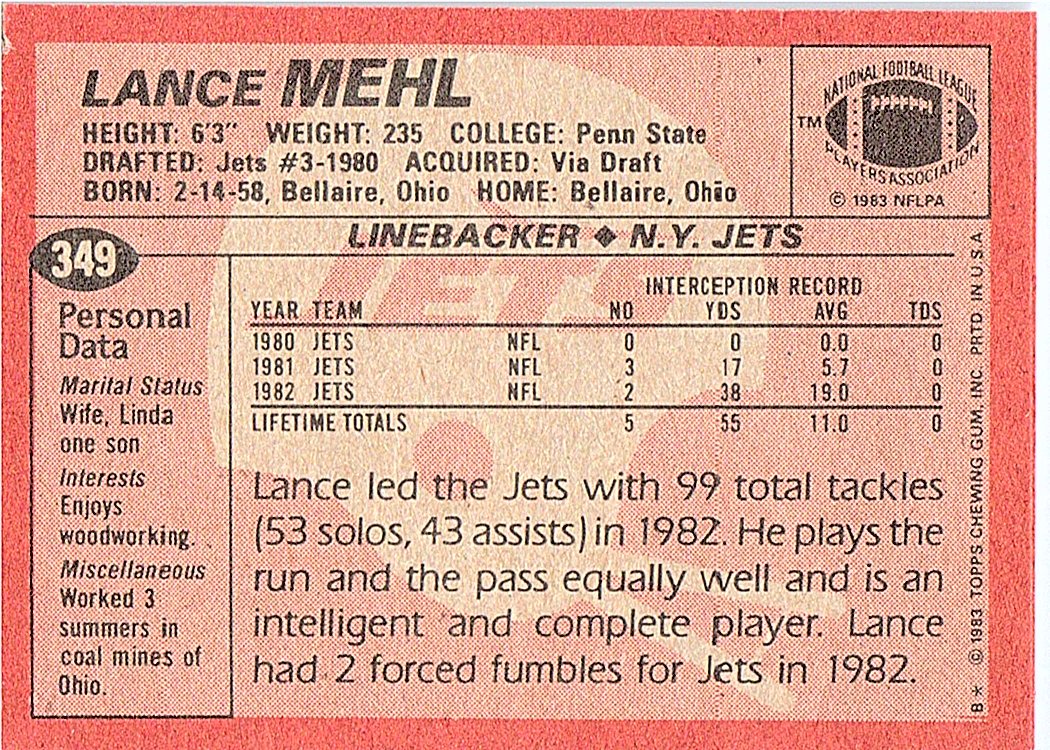 LANCE MEHL
HEIGHT: 6'3" WEIGHT: 235 COLLEGE: Penn State
DRAFTED: Jets #3-1980 ACQUIRED: Via Draft
BORN: 2-14-58, Bellaire, Ohio HOME: Bellaire, Ohio
NATIONAL FOOTBALL LEAGUE
TM
PLAYERS ASSOCIATION
© 1983 NFLPA
349
LINEBACKER ◆ N.Y. JETS
JETS
Personal
Data
Marital Status
Wife, Linda
one son
Interests
Enjoys
woodworking.
Miscellaneous
Worked 3
summers in
coal mines of
Ohio.
INTERCEPTION RECORD
YEAR TEAM NO YDS AVG TDS
1980 JETS NFL 0 0 0.0 0
1981 JETS NFL 3 17 5.7 0
1982 JETS NFL 2 38 19.0 0
LIFETIME TOTALS 5 55 11.0 0
Lance led the Jets with 99 total tackles
(53 solos, 43 assists) in 1982. He plays the
run and the pass equally well and is an
intelligent and complete player. Lance
had 2 forced fumbles for Jets in 1982.
B* © 1983 TOPPS CHEWING GUM, INC. PRTD IN U.S.A.